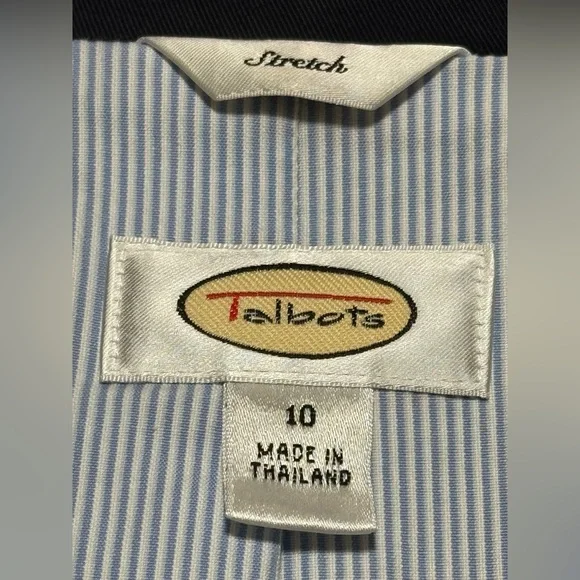 Stretch
Talbots
10
MADE IN
THAILAND